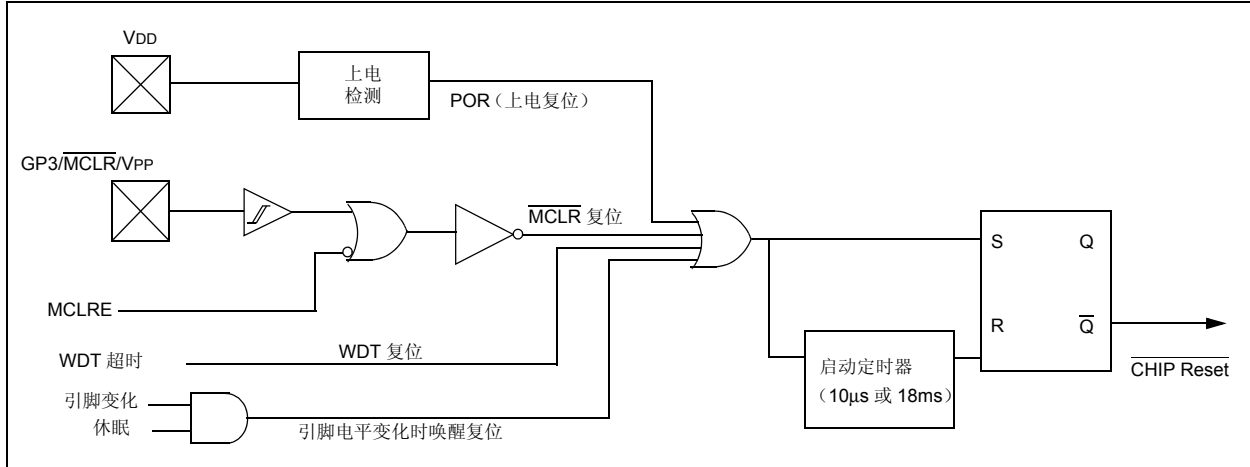 VDD
上电
检测
POR（上电复位）
GP3/MCLR/VPP
MCLR 复位
S
Q
MCLRE
R
Q
WDT 超时
WDT 复位
启动定时器
（10μs 或 18ms）
CHIP Reset
引脚变化
休眠
引脚电平变化时唤醒复位